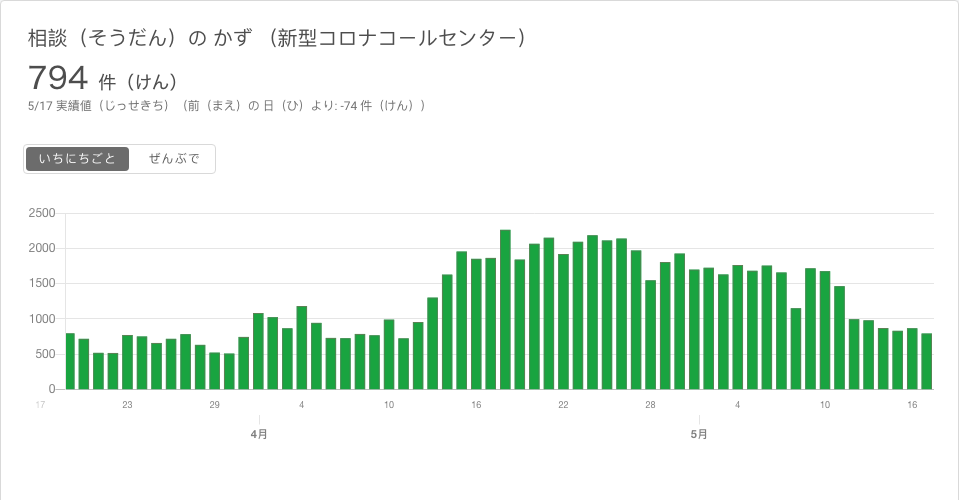 相談（そうだん）の かず （新型コロナコールセンター）
794 件（けん）
5/17 実績値（じっせきち）（前（まえ）の 日（ひ）より: -74 件（けん））
いちにちごと ぜんぶで
2500
2000
1500
1000
500
0
17 23 29 4 10 16 22 28 4 10 16
4月 5月